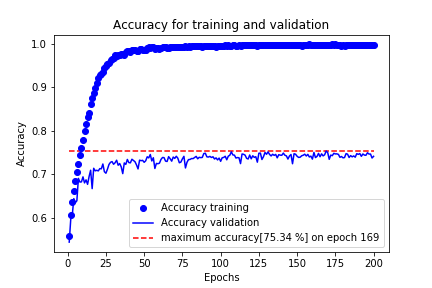 Accuracy for training and validation
1.0
0.9
0.8
0.7
0.6
Accuracy
Accuracy training
Accuracy validation
maximum accuracy[75.34 %] on epoch 169
0 25 50 75 100 125 150 175 200
Epochs